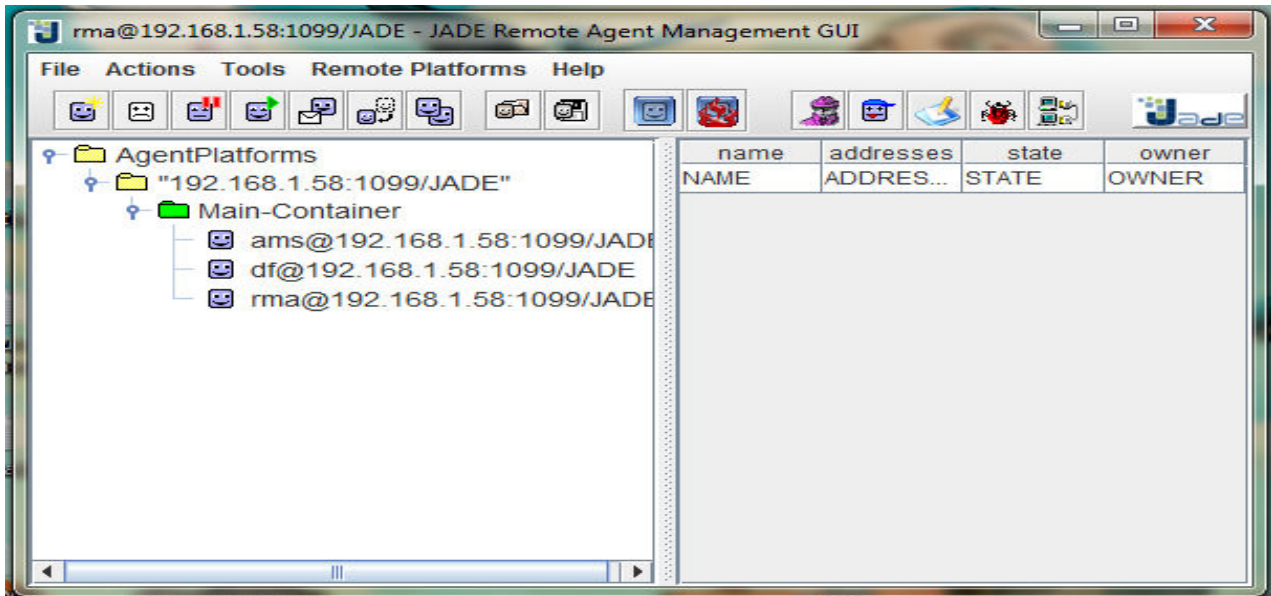 rma@192.168.1.58:1099/JADE - JADE Remote Agent Management GUI
File Actions Tools Remote Platforms Help
Jade
AgentPlatforms
"192.168.1.58:1099/JADE"
Main-Container
ams@192.168.1.58:1099/JADE
df@192.168.1.58:1099/JADE
rma@192.168.1.58:1099/JADE
name addresses state owner
NAME ADDRES... STATE OWNER